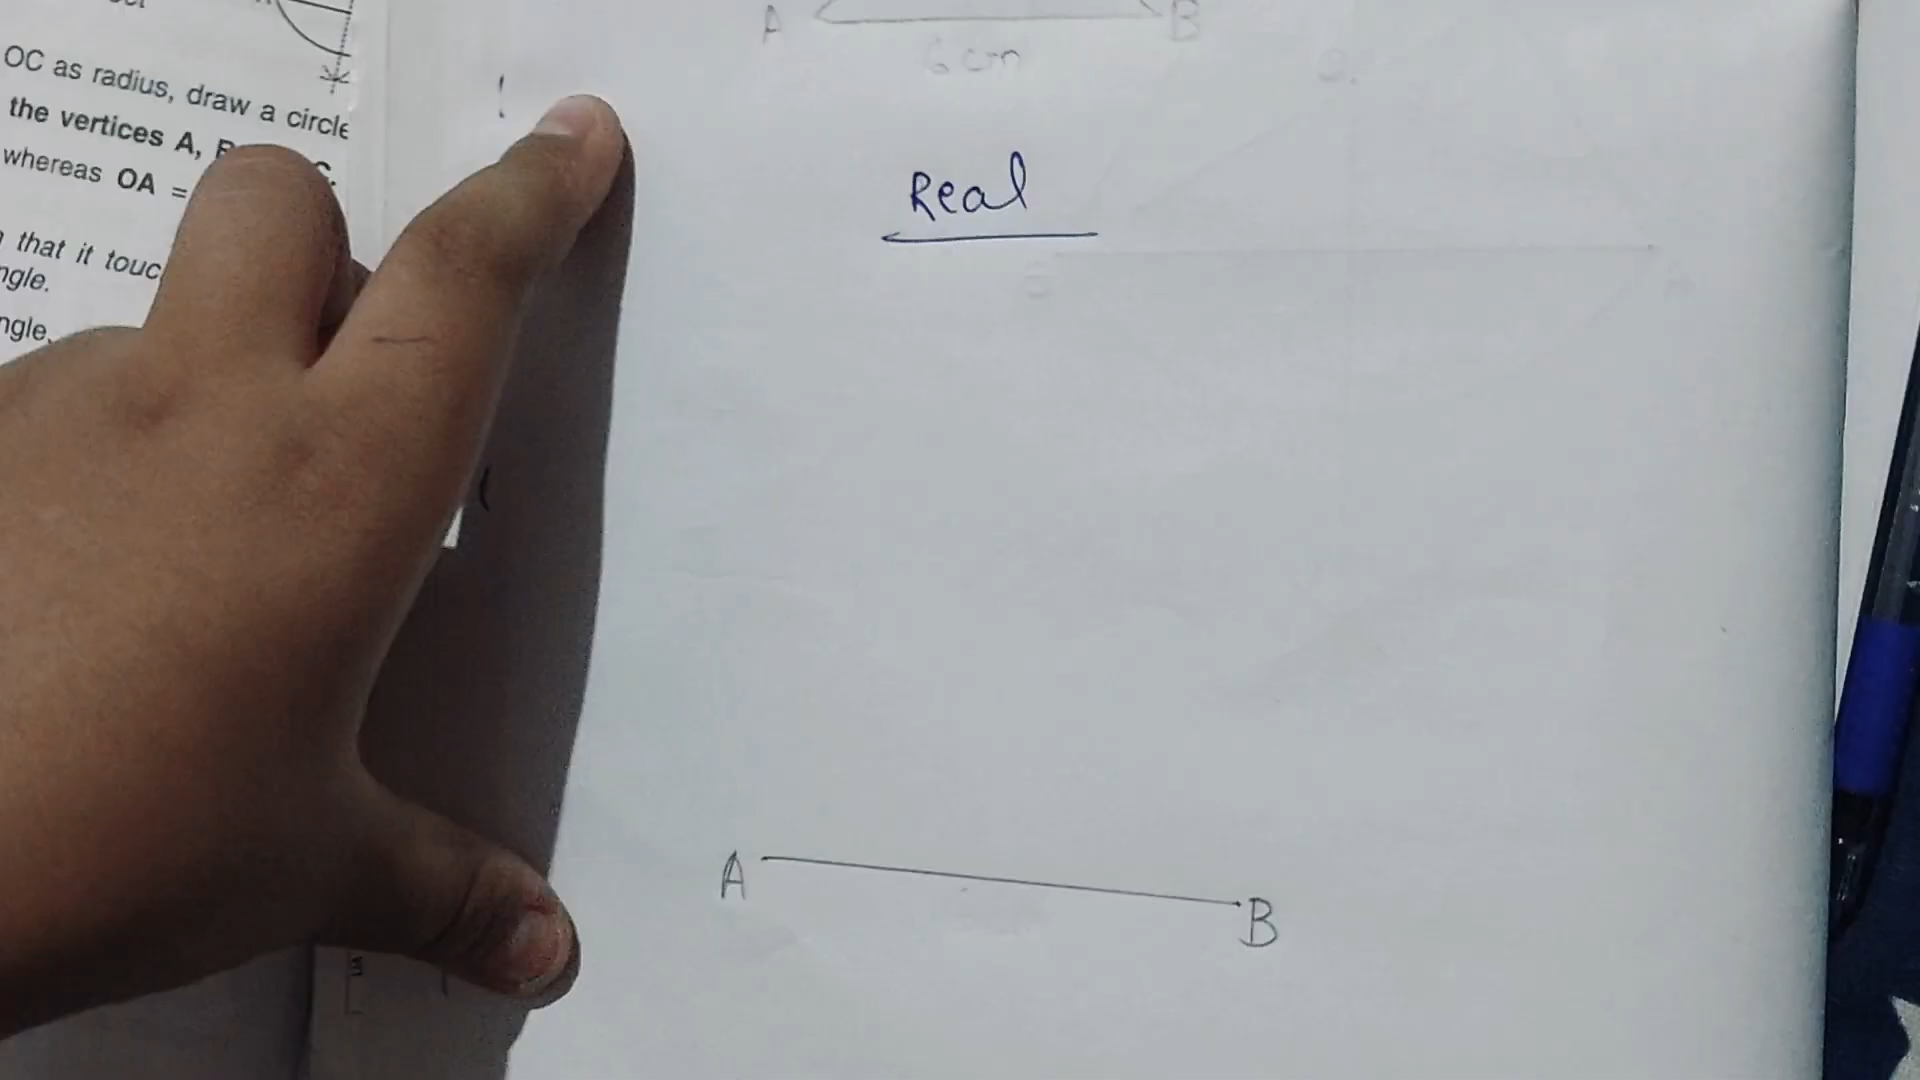 OC as radius, draw a circle
the vertices A,
whereas OA =
that it touc
ngle.
ngle.
A B
6 cm
Real
A
B